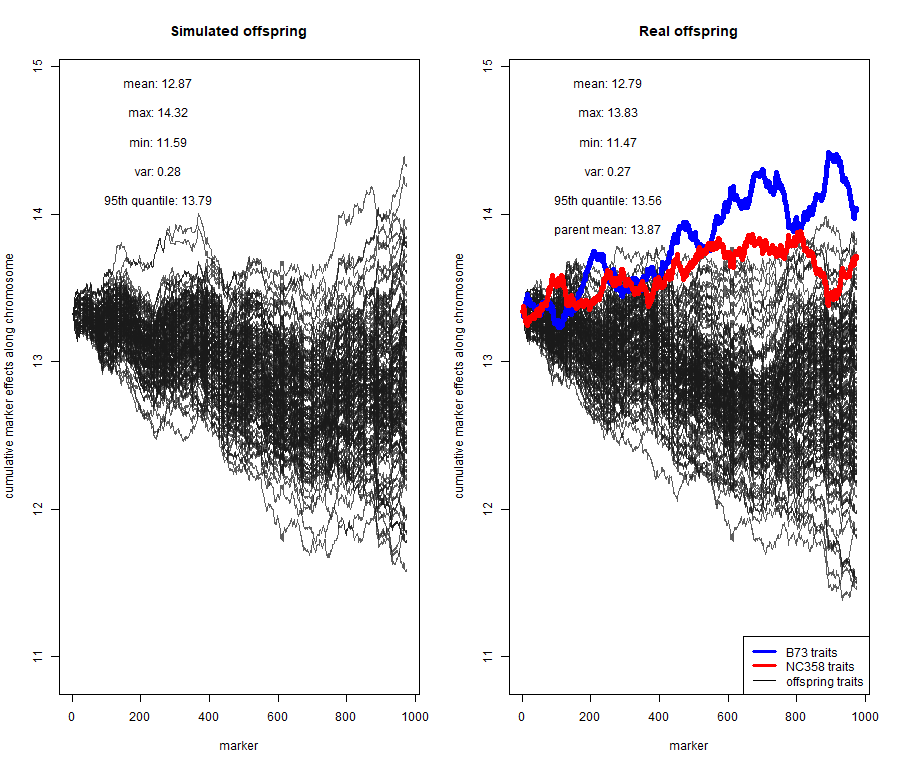 Simulated offspring
mean: 12.87
max: 14.32
min: 11.59
var: 0.28
95th quantile: 13.79
cumulative marker effects along chromosome
15
14
13
12
11
0 200 400 600 800 1000
marker
Real offspring
mean: 12.79
max: 13.83
min: 11.47
var: 0.27
95th quantile: 13.56
parent mean: 13.87
cumulative marker effects along chromosome
15
14
13
12
11
B73 traits
NC358 traits
offspring traits
0 200 400 600 800 1000
marker